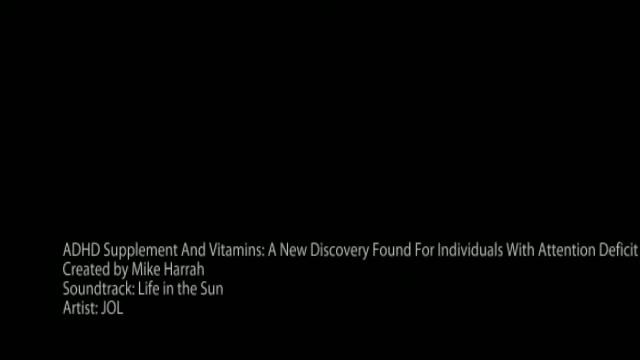 ADHD Supplement And Vitamins: A New Discovery Found For Individuals With Attention Deficit
Created by Mike Harrah
Soundtrack: Life in the Sun
Artist: JOL